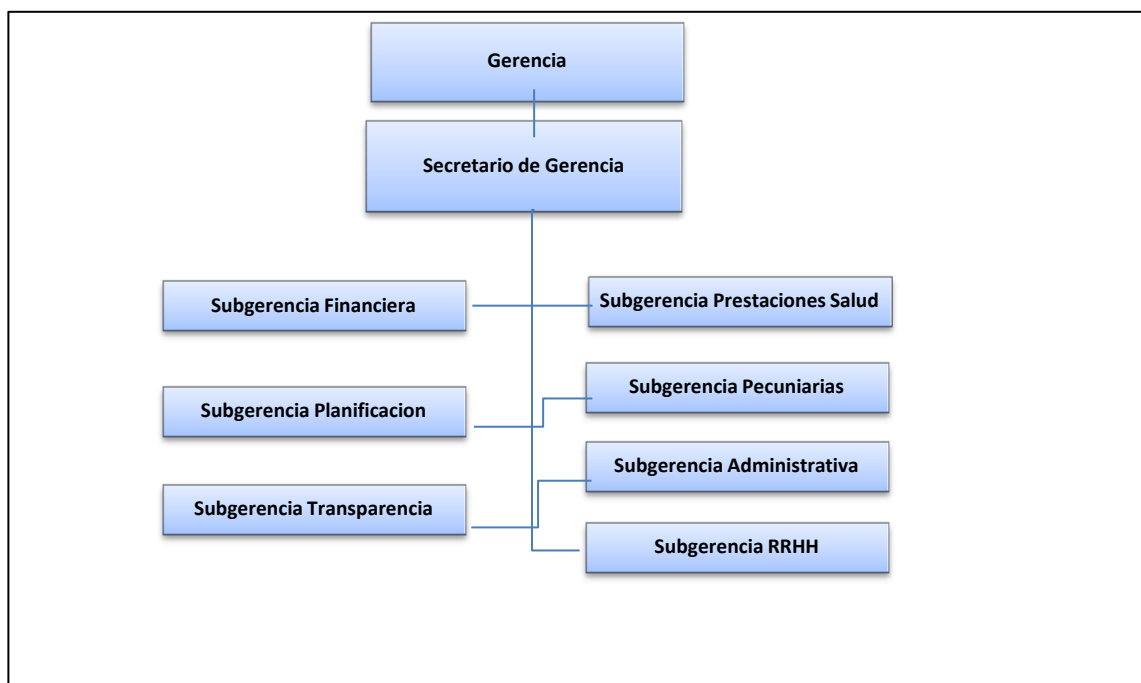 Gerencia
Secretario de Gerencia
Subgerencia Financiera
Subgerencia Prestaciones Salud
Subgerencia Planificacion
Subgerencia Pecuniarias
Subgerencia Transparencia
Subgerencia Administrativa
Subgerencia RRHH